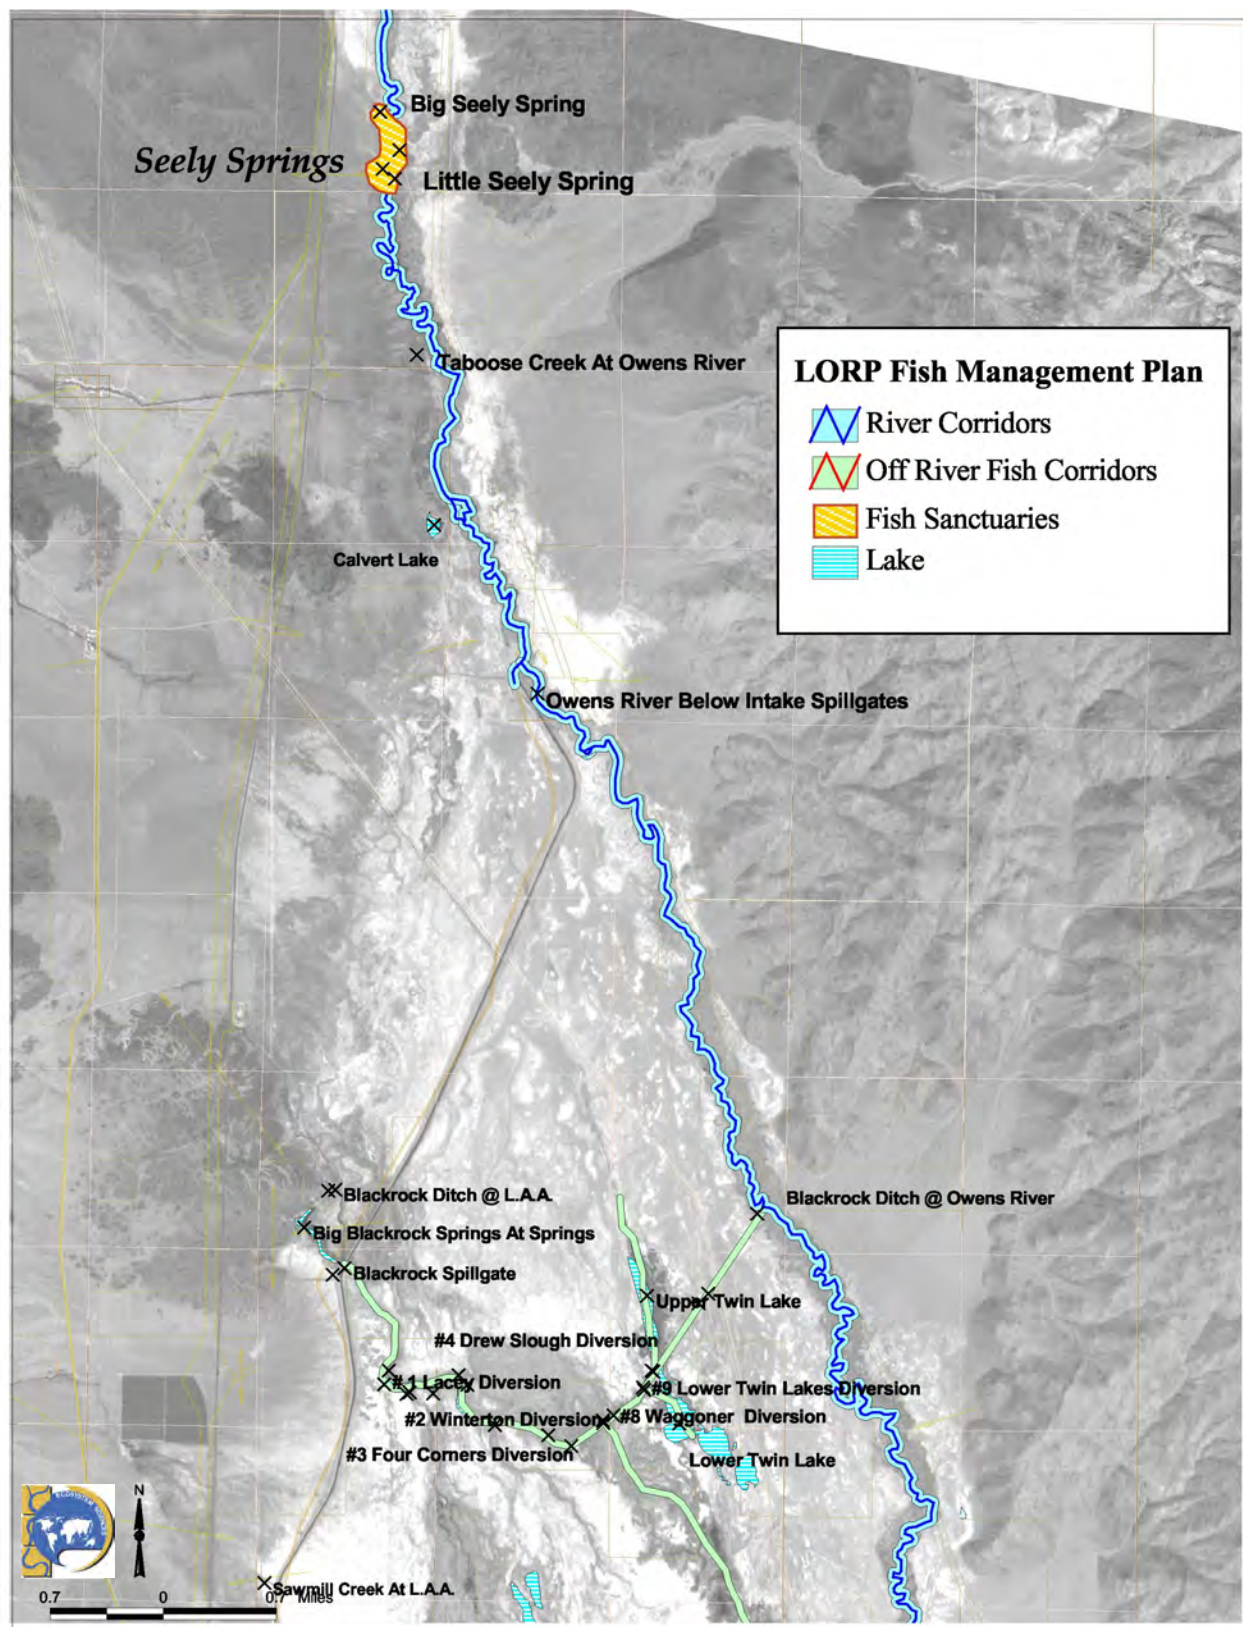 Big Seely Spring
Seely Springs
Little Seely Spring
Taboose Creek At Owens River
LORP Fish Management Plan
River Corridors
Off River Fish Corridors
Fish Sanctuaries
Lake
Calvert Lake
Owens River Below Intake Spillgates
Blackrock Ditch @ L.A.A.
Blackrock Ditch @ Owens River
Big Blackrock Springs At Springs
Blackrock Spillgate
Upper Twin Lake
#4 Drew Slough Diversion
# 1 Lacey Diversion
#9 Lower Twin Lakes Diversion
#2 Winterton Diversion
#8 Waggoner Diversion
#3 Four Corners Diversion
Lower Twin Lake
N
Sawmill Creek At L.A.A.
0.7 0 0.7 Miles